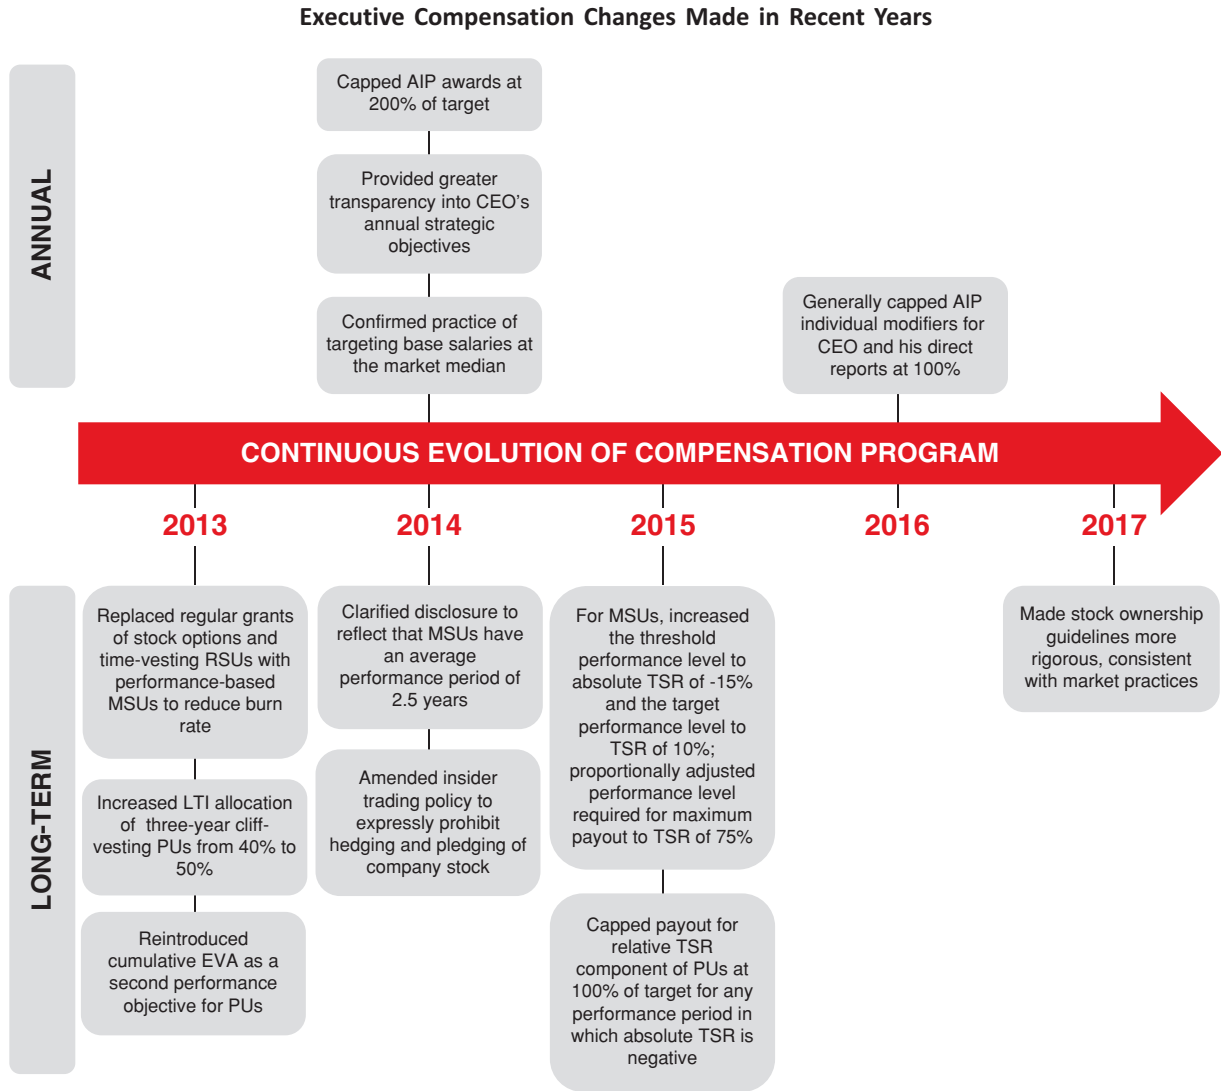 Executive Compensation Changes Made in Recent Years
ANNUAL
Capped AIP awards at
200% of target
Provided greater
transparency into CEO's
annual strategic
objectives
Confirmed practice of
targeting base salaries at
the market median
Generally capped AIP
individual modifiers for
CEO and his direct
reports at 100%
CONTINUOUS EVOLUTION OF COMPENSATION PROGRAM
2013
2014
2015
2016
2017
LONG-TERM
Replaced regular grants
of stock options and
time-vesting RSUs with
performance-based
MSUs to reduce burn
rate
Increased LTI allocation
of three-year cliff-
vesting PUs from 40% to
50%
Reintroduced
cumulative EVA as a
second performance
objective for PUs
Clarified disclosure to
reflect that MSUs have
an average
performance period of
2.5 years
Amended insider
trading policy to
expressly prohibit
hedging and pledging of
company stock
For MSUs, increased
the threshold
performance level to
absolute TSR of -15%
and the target
performance level to
TSR of 10%;
proportionally adjusted
performance level
required for maximum
payout to TSR of 75%
Capped payout for
relative TSR
component of PUs at
100% of target for any
performance period in
which absolute TSR is
negative
Made stock ownership
guidelines more
rigorous, consistent
with market practices